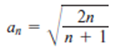 aₙ = √(2n / (n + 1))